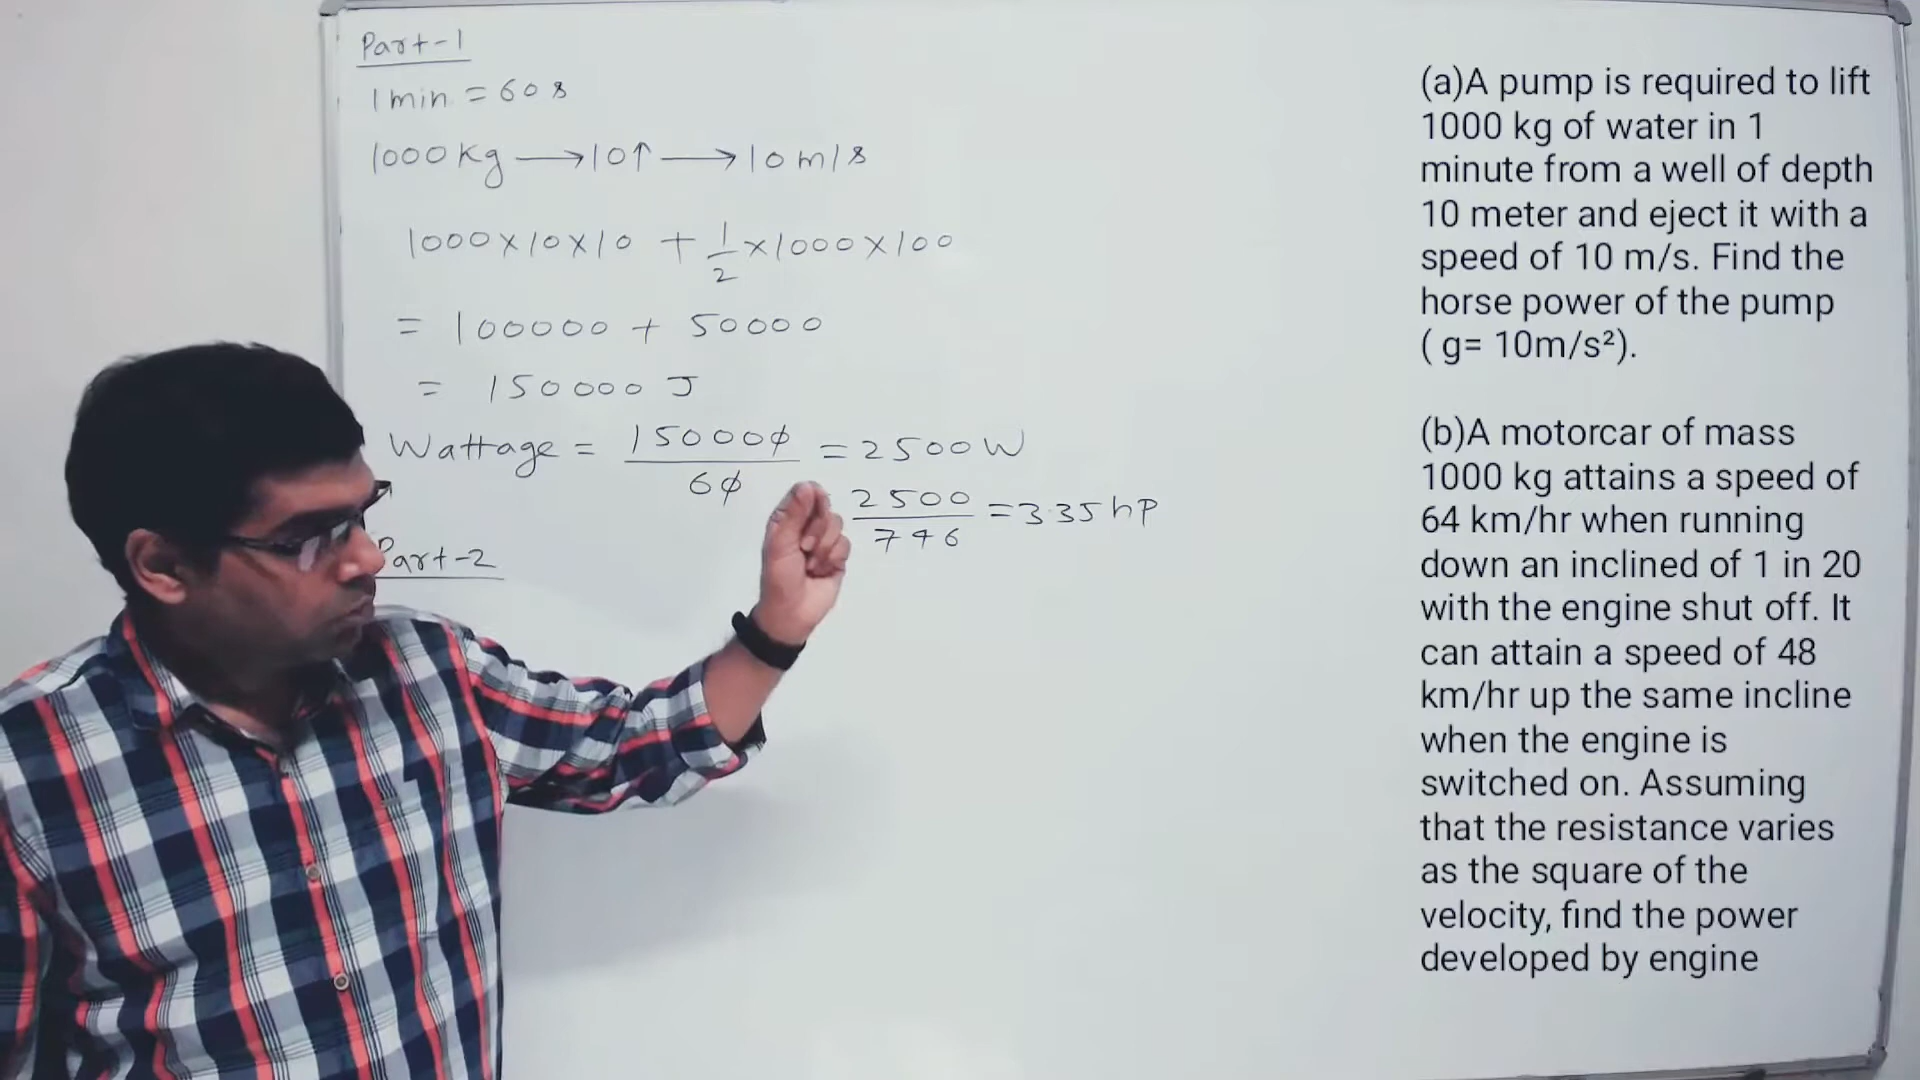 Part-1
1 min = 60 s
1000 kg → 10↑ → 10 m/s
1000×10×10 + 1/2 ×1000×100
= 100000 + 50000
= 150000 J
Wattage = 150000/60 = 2500 W
2500/746 = 3.35 hp
Part-2
(a)A pump is required to lift
1000 kg of water in 1
minute from a well of depth
10 meter and eject it with a
speed of 10 m/s. Find the
horse power of the pump
( g= 10m/s²).
(b)A motorcar of mass
1000 kg attains a speed of
64 km/hr when running
down an inclined of 1 in 20
with the engine shut off. It
can attain a speed of 48
km/hr up the same incline
when the engine is
switched on. Assuming
that the resistance varies
as the square of the
velocity, find the power
developed by engine